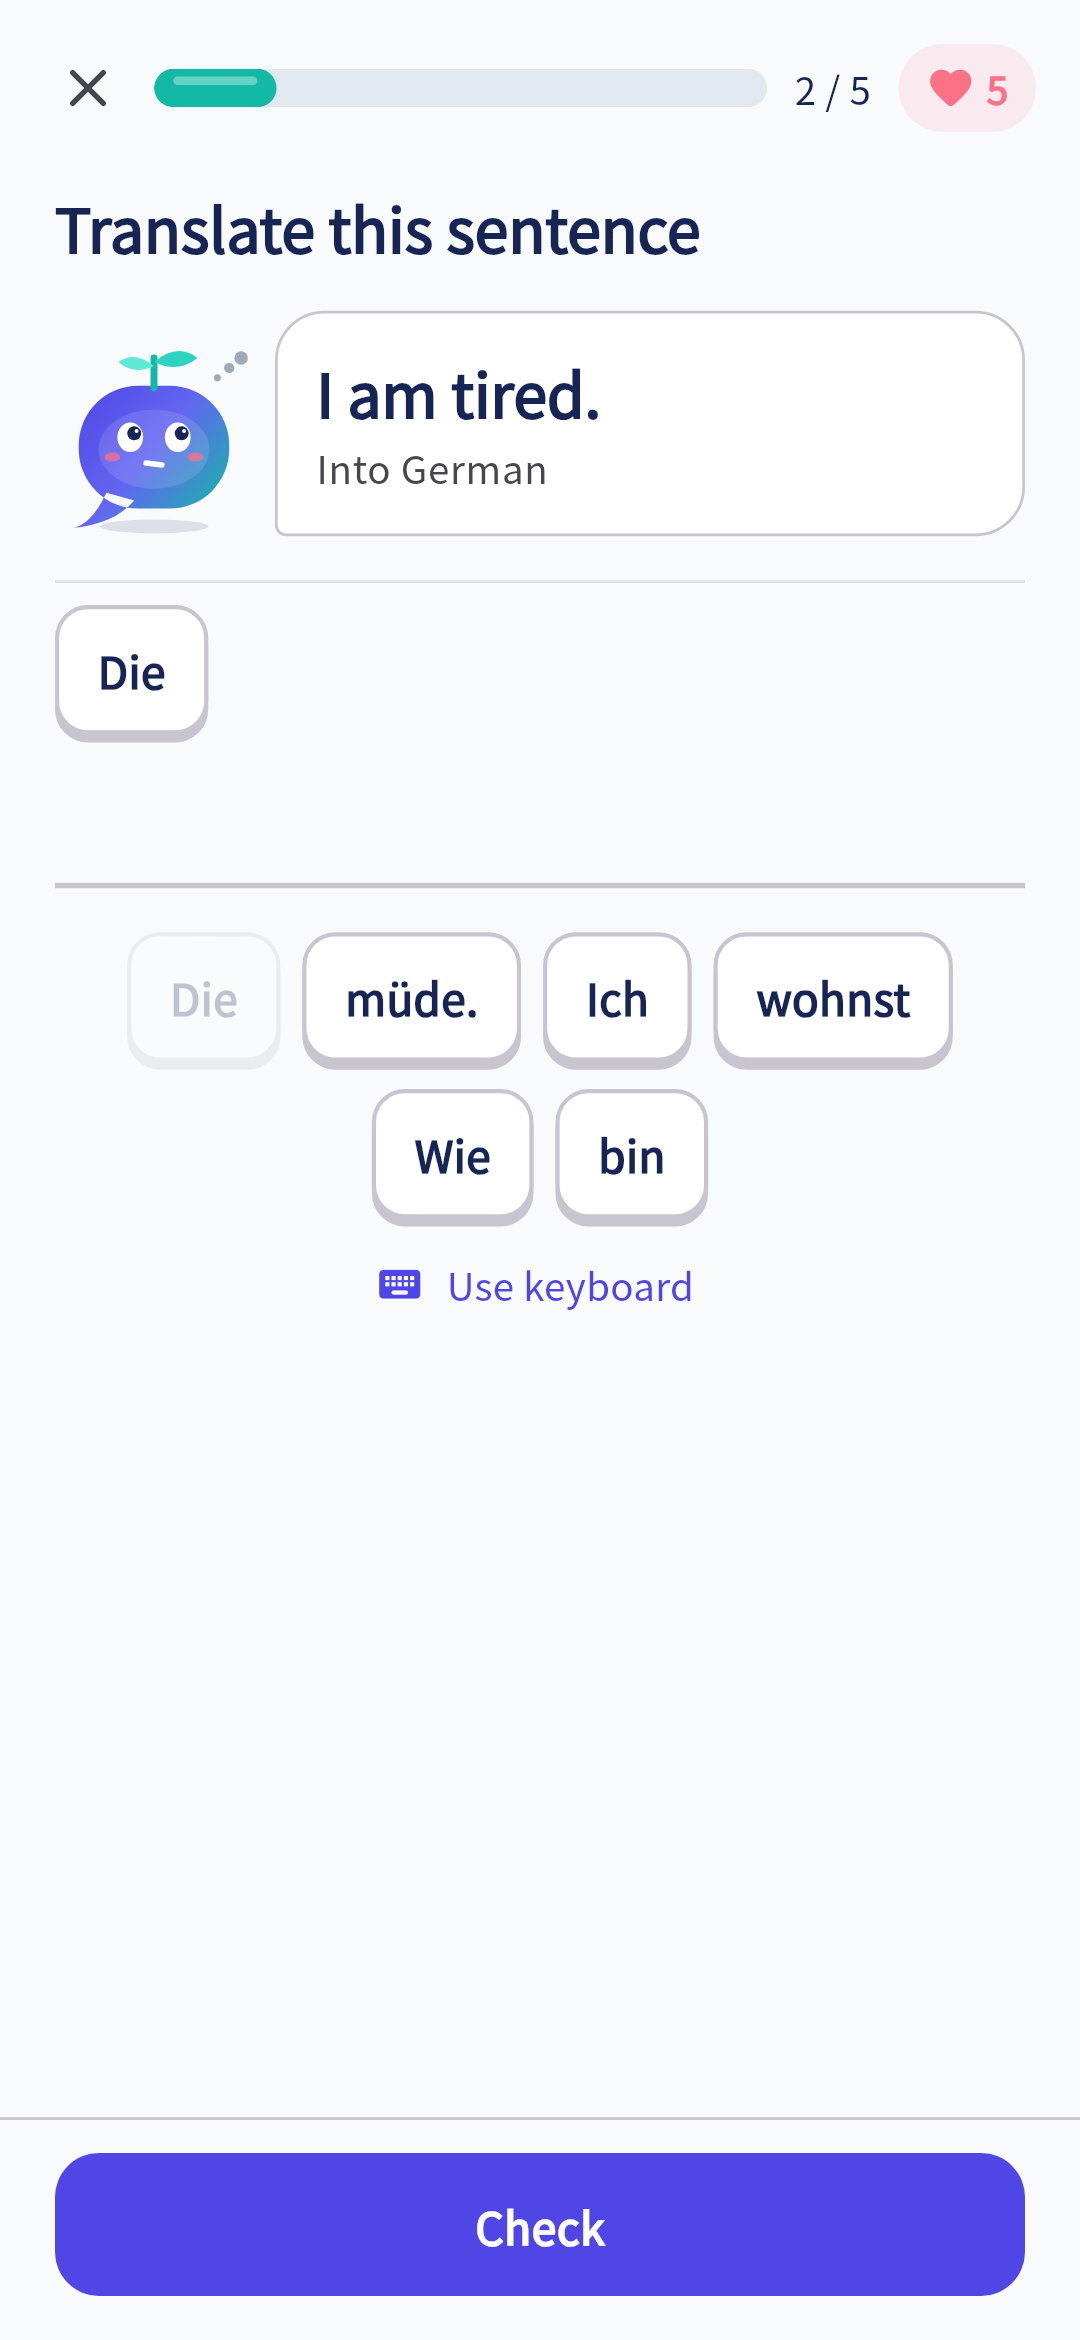 2 / 5
5
Translate this sentence
I am tired.
Into German
Die
Die
müde.
Ich
wohnst
Wie
bin
Use keyboard
Check